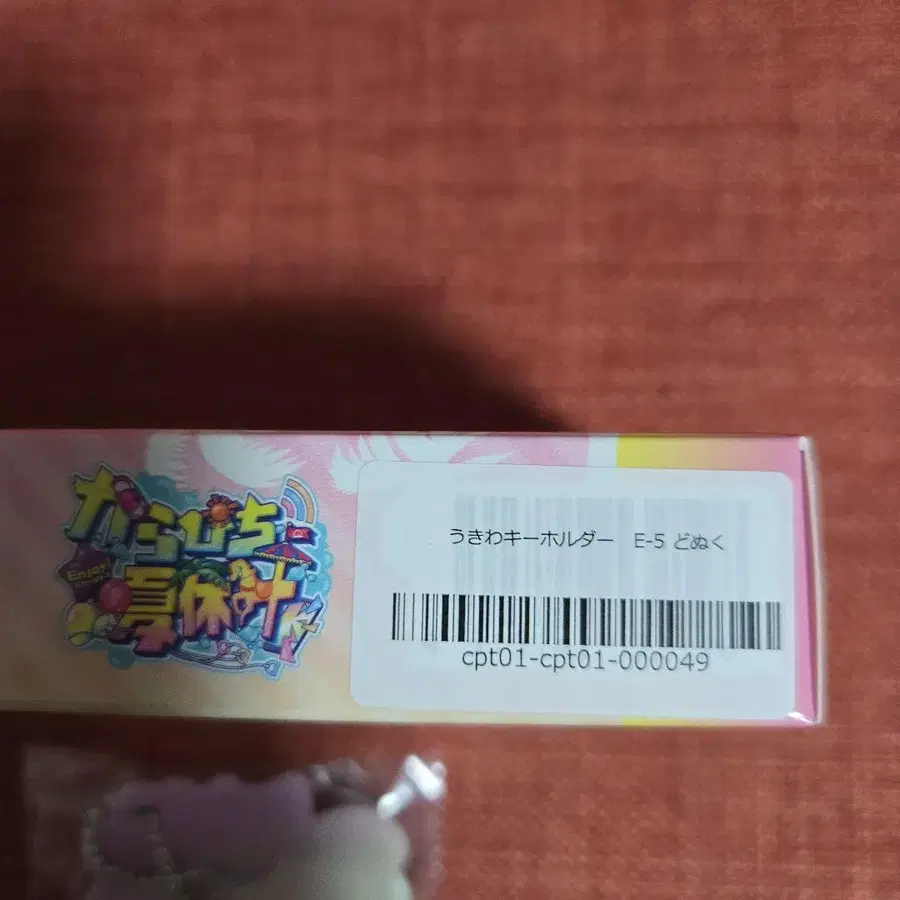 からぴち
Enjoy
夏休み
うきわキーホルダー E-5 どぬく
cpt01-cpt01-000049